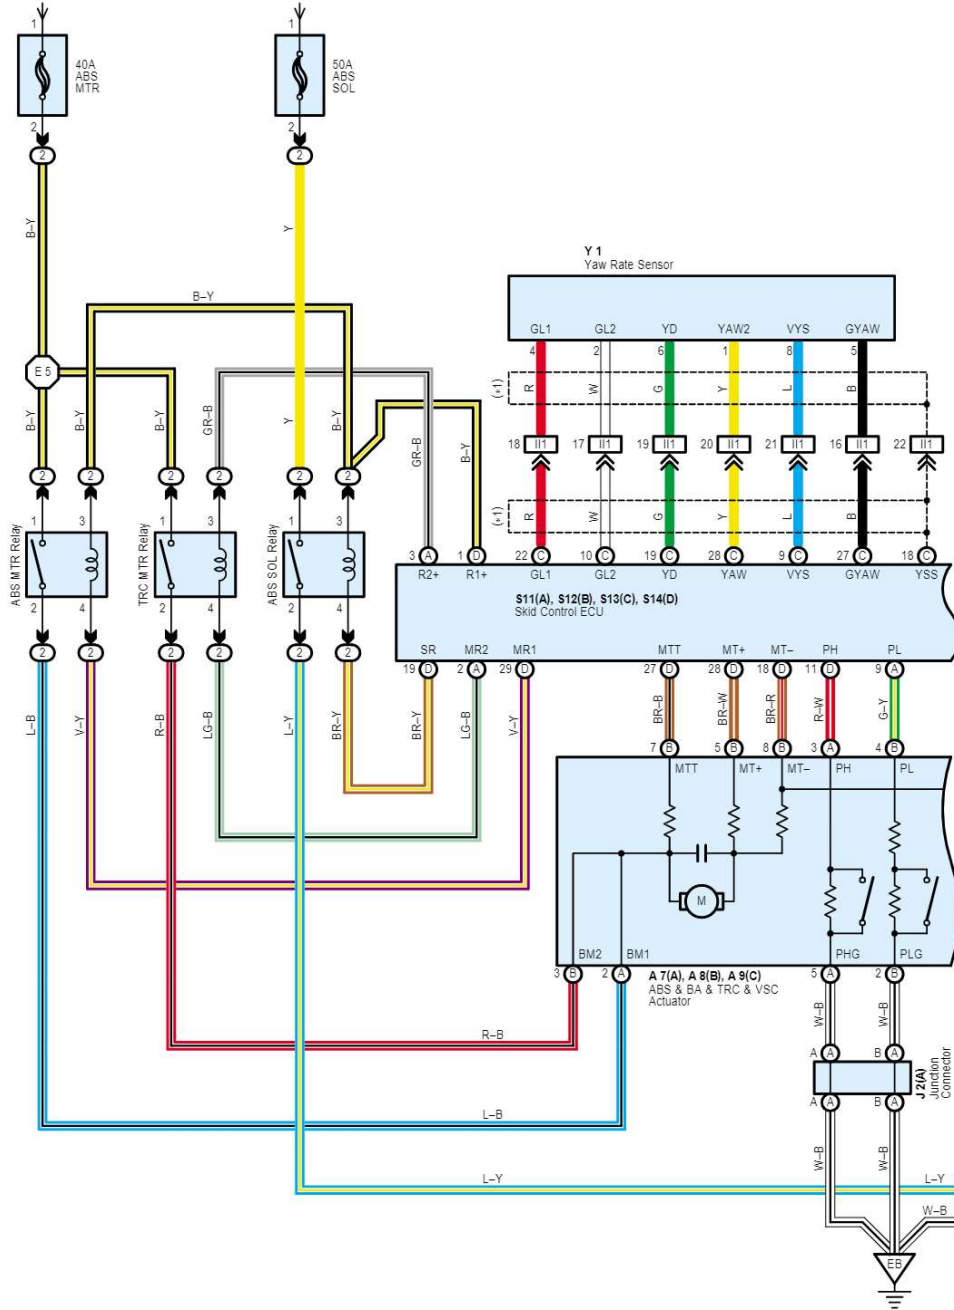 1
1
40A
ABS
MTR
50A
ABS
SOL
2
2
2
2
B–Y
Y
Y 1
Yaw Rate Sensor
B–Y
GL1
GL2
YD
YAW2
VYS
GYAW
4
2
6
1
8
5
E 5
(*1)
R
W
G
Y
L
B
B–Y
B–Y
B–Y
GR–B
Y
B–Y
GR–B
B–Y
18
II1
17
II1
19
II1
20
II1
21
II1
16
II1
22
II1
2
2
2
2
2
2
(*1)
R
W
G
Y
L
B
ABS MTR Relay
1
3
TRC MTR Relay
1
3
ABS SOL Relay
1
3
3
A
1
D
22
C
10
C
19
C
28
C
9
C
27
C
18
C
R2+
R1+
GL1
GL2
YD
YAW
VYS
GYAW
YSS
S11(A), S12(B), S13(C), S14(D)
Skid Control ECU
2
4
2
4
2
4
2
2
2
2
2
2
SR
MR2
MR1
MTT
MT+
MT–
PH
PL
19
D
2
A
29
D
27
D
28
D
18
D
11
D
9
A
L–B
V–Y
R–B
LG–B
L–Y
BR–Y
BR–Y
LG–B
V–Y
BR–B
BR–W
BR–R
R–W
G–Y
7
B
5
B
8
B
3
A
4
B
MTT
MT+
MT–
PH
PL
M
BM2
BM1
PHG
PLG
3
B
2
A
A 7(A), A 8(B), A 9(C)
ABS & BA & TRC & VSC
Actuator
5
A
2
B
W–B
W–B
R–B
A
A
B
A
J 2(A)
Junction
Connector
A
A
B
A
L–B
W–B
W–B
L–Y
L–Y
W–B
EB